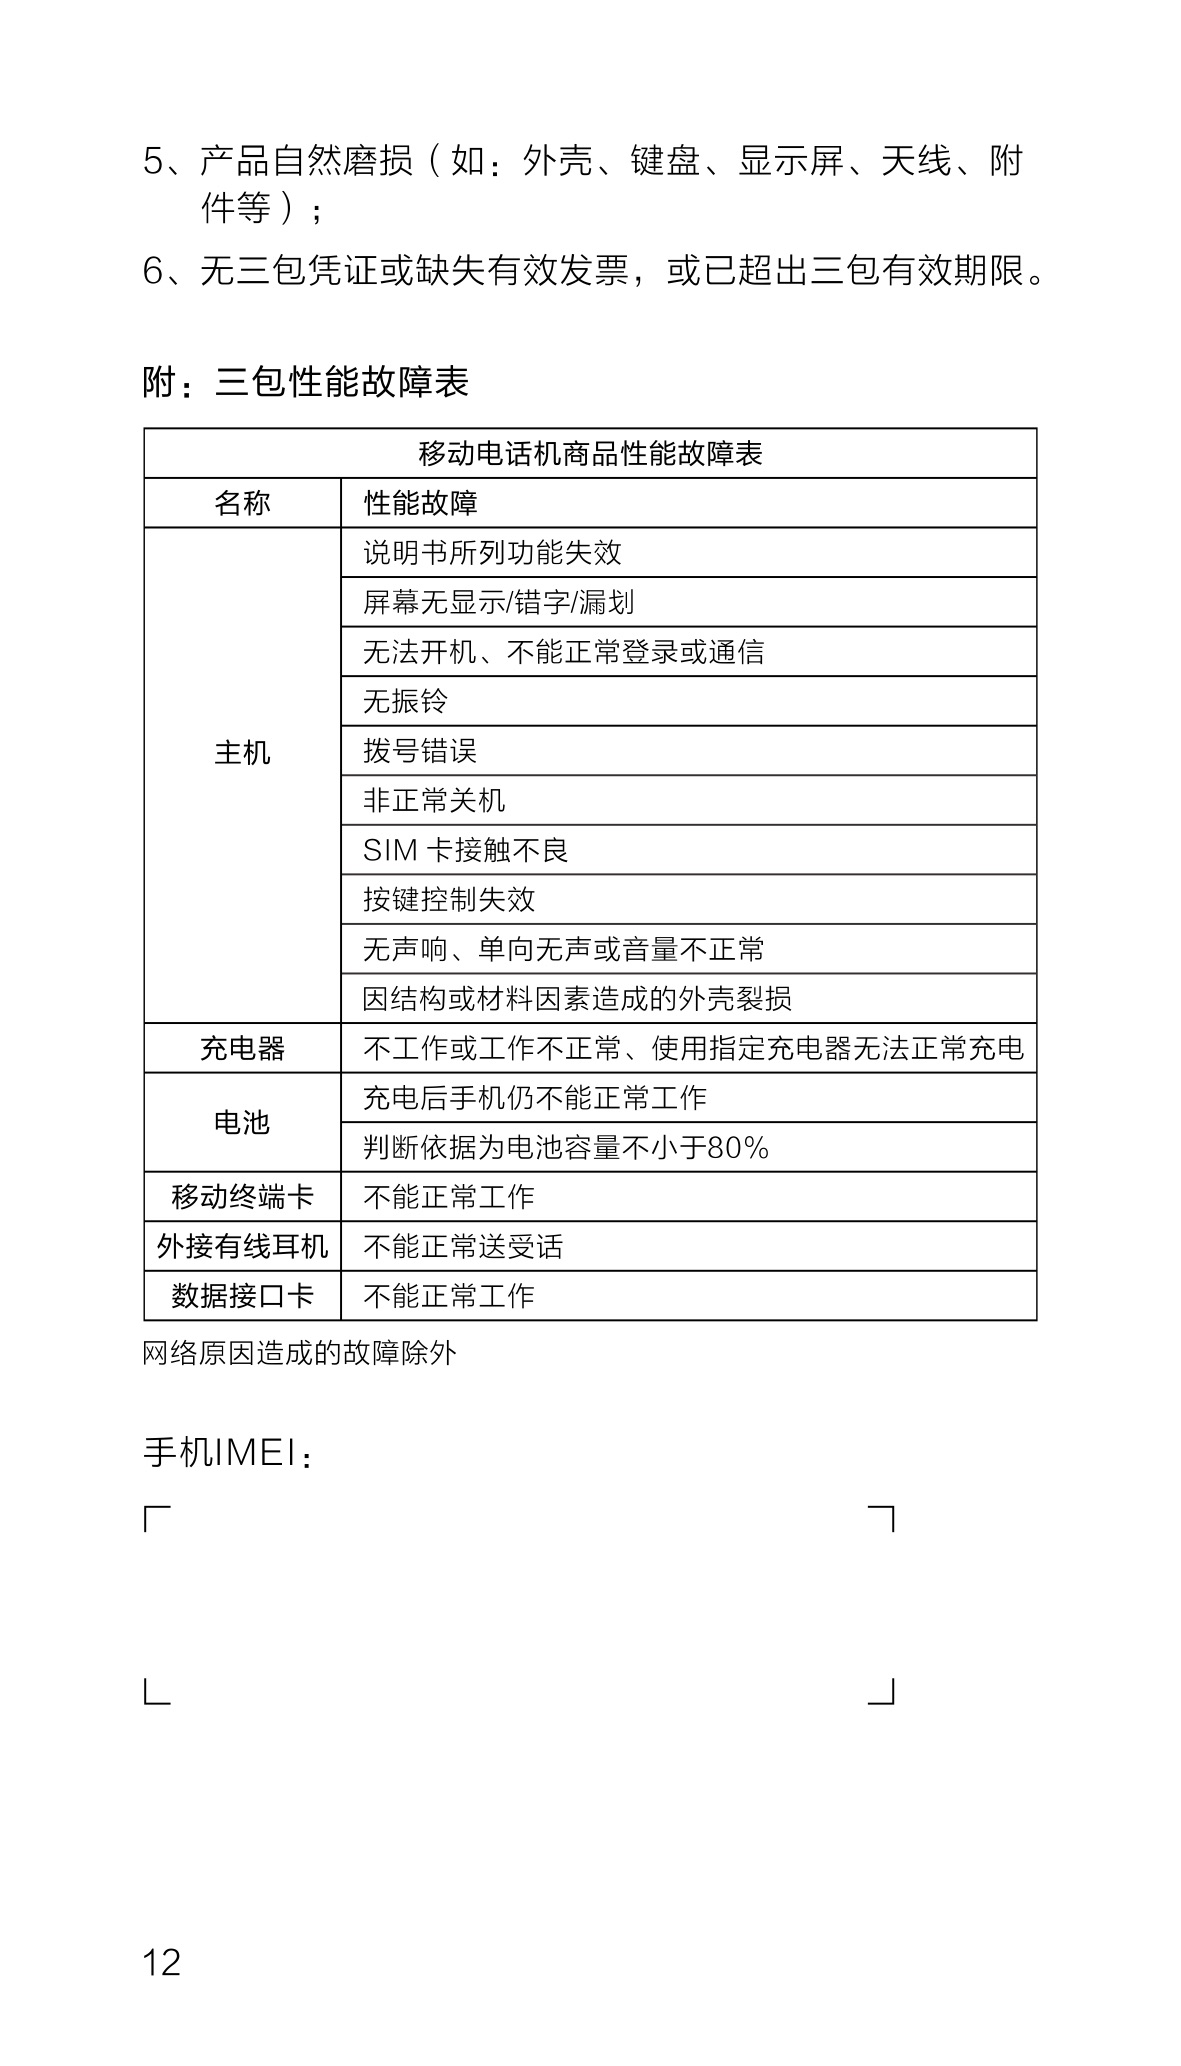 5、产品自然磨损（如：外壳、键盘、显示屏、天线、附
件等）；
6、无三包凭证或缺失有效发票，或已超出三包有效期限。
附：三包性能故障表
移动电话机商品性能故障表
名称
性能故障
主机
说明书所列功能失效
屏幕无显示/错字/漏划
无法开机、不能正常登录或通信
无振铃
拨号错误
非正常关机
SIM 卡接触不良
按键控制失效
无声响、单向无声或音量不正常
因结构或材料因素造成的外壳裂损
充电器
不工作或工作不正常、使用指定充电器无法正常充电
电池
充电后手机仍不能正常工作
判断依据为电池容量不小于80%
移动终端卡
不能正常工作
外接有线耳机
不能正常送受话
数据接口卡
不能正常工作
网络原因造成的故障除外
手机IMEI：
12